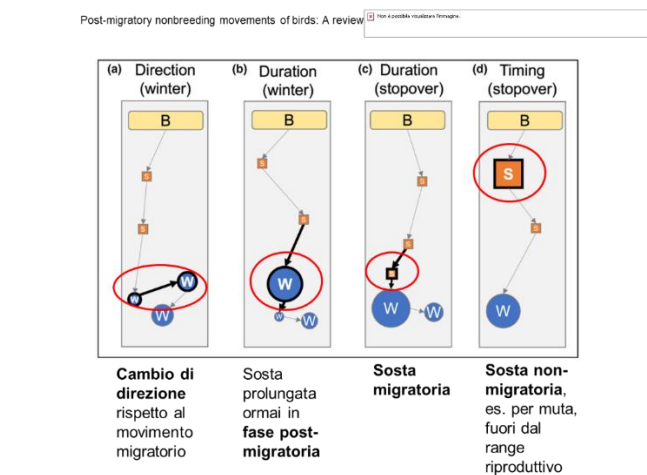 Post-migratory nonbreeding movements of birds: A review
Non è possibile visualizzare l'immagine.
(a) Direction (winter)
(b) Duration (winter)
(c) Duration (stopover)
(d) Timing (stopover)
B
S
S
W
W
W
B
S
S
W
W
W
B
S
S
S
W
W
B
S
S
W
Cambio di
direzione
rispetto al
movimento
migratorio
Sosta
prolungata
ormai in
fase post-
migratoria
Sosta
migratoria
Sosta non-
migratoria,
es. per muta,
fuori dal
range
riproduttivo